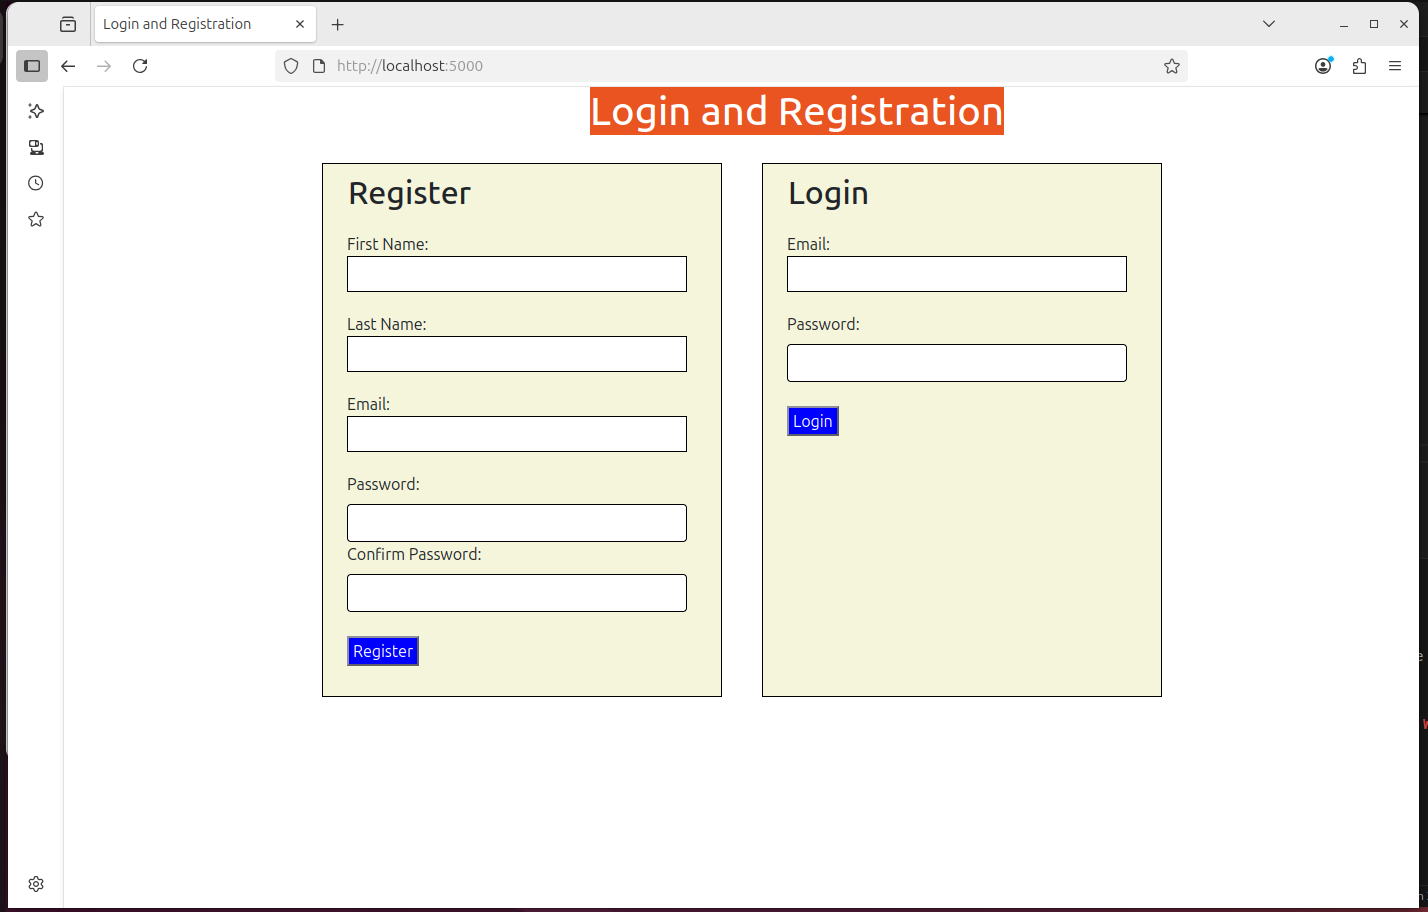 Login and Registration
http://localhost:5000
Login and Registration
Register
First Name:
Last Name:
Email:
Password:
Confirm Password:
Register
Login
Email:
Password:
Login